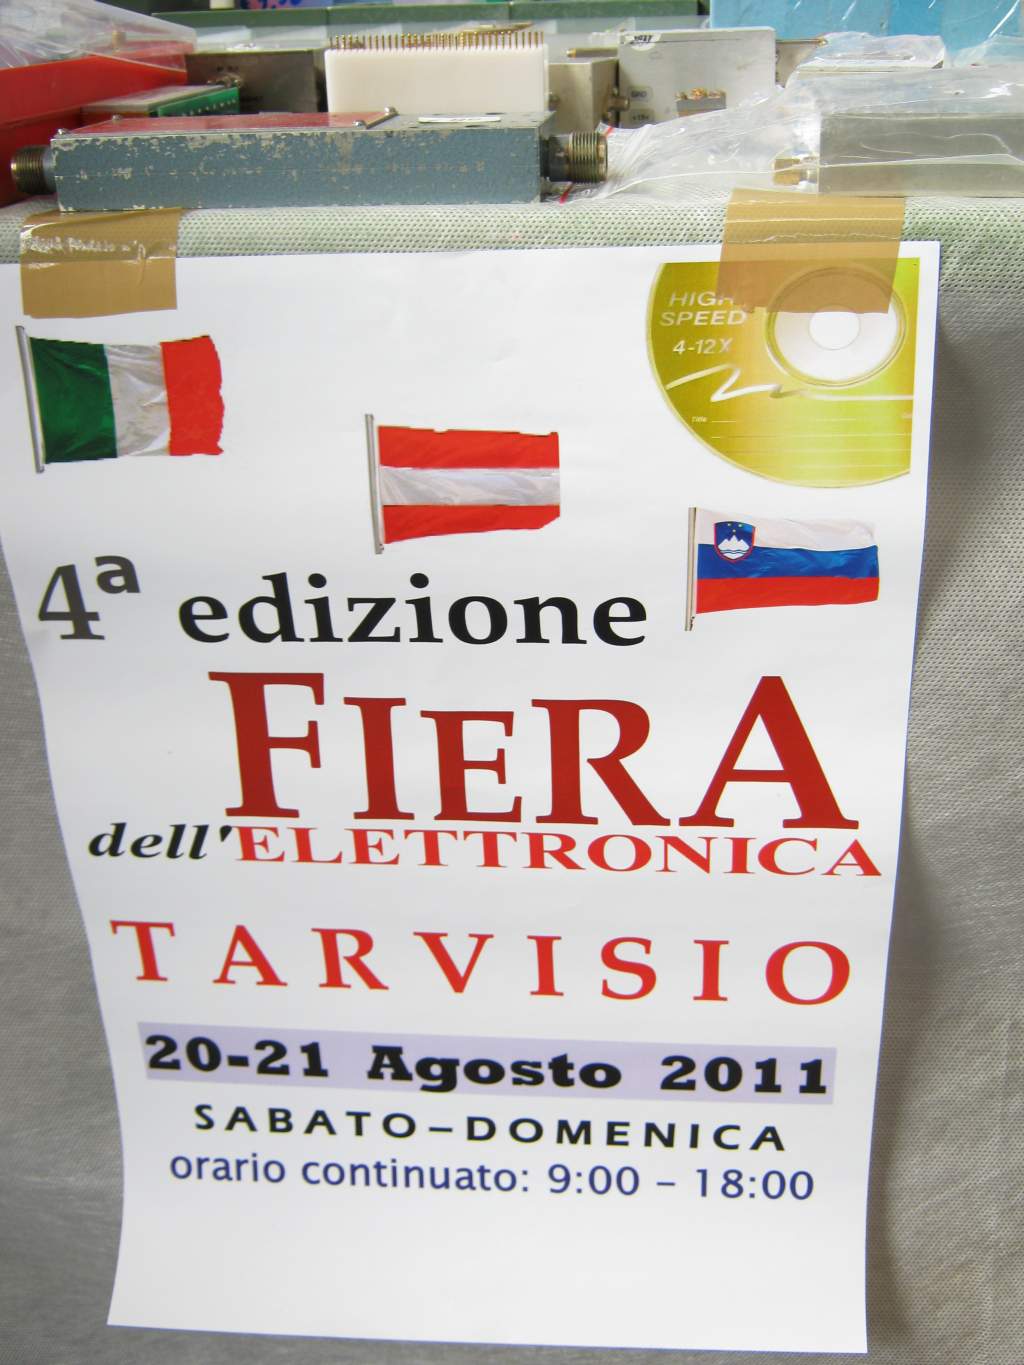 HIGH
SPEED
4-12X
4ª edizione
FIERA
dell'ELETTRONICA
TARVISIO
20-21 Agosto 2011
SABATO–DOMENICA
orario continuato: 9:00 – 18:00